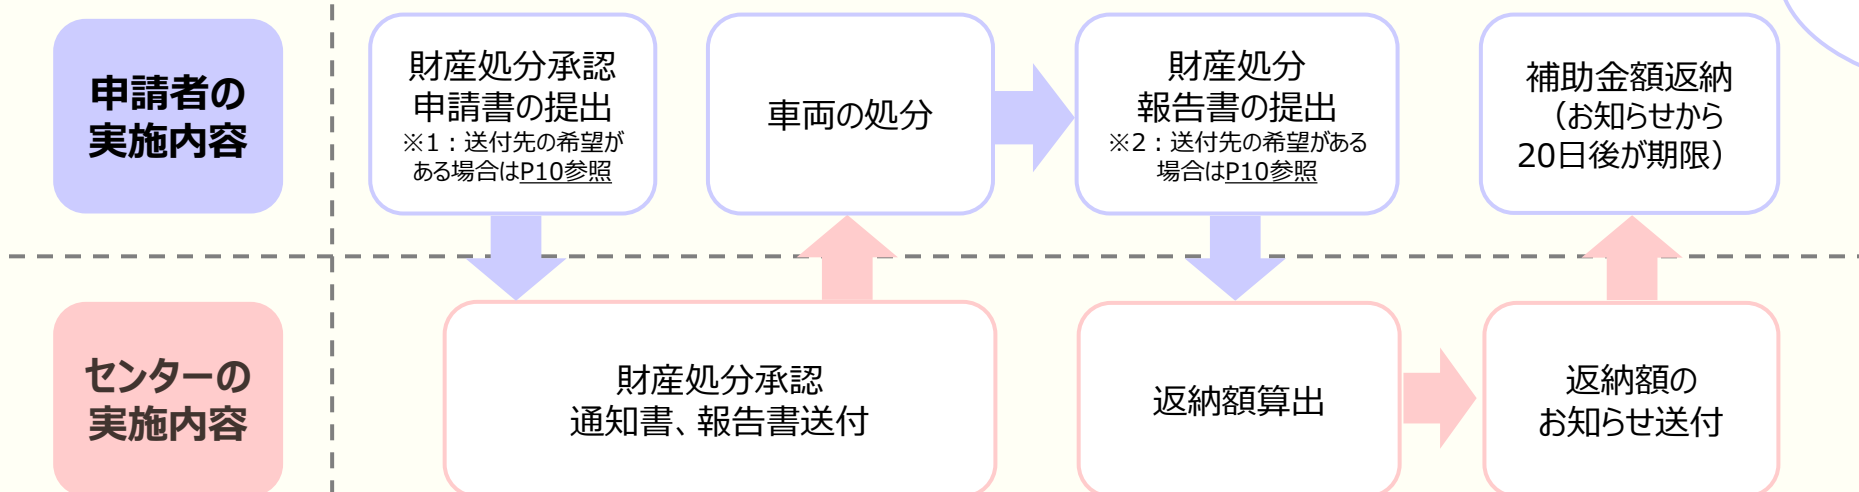 申請者の
実施内容
財産処分承認
申請書の提出
※1：送付先の希望が
ある場合はP10参照
車両の処分
財産処分
報告書の提出
※2：送付先の希望がある
場合はP10参照
補助金額返納
（お知らせから
20日後が期限）
センターの
実施内容
財産処分承認
通知書、報告書送付
返納額算出
返納額の
お知らせ送付